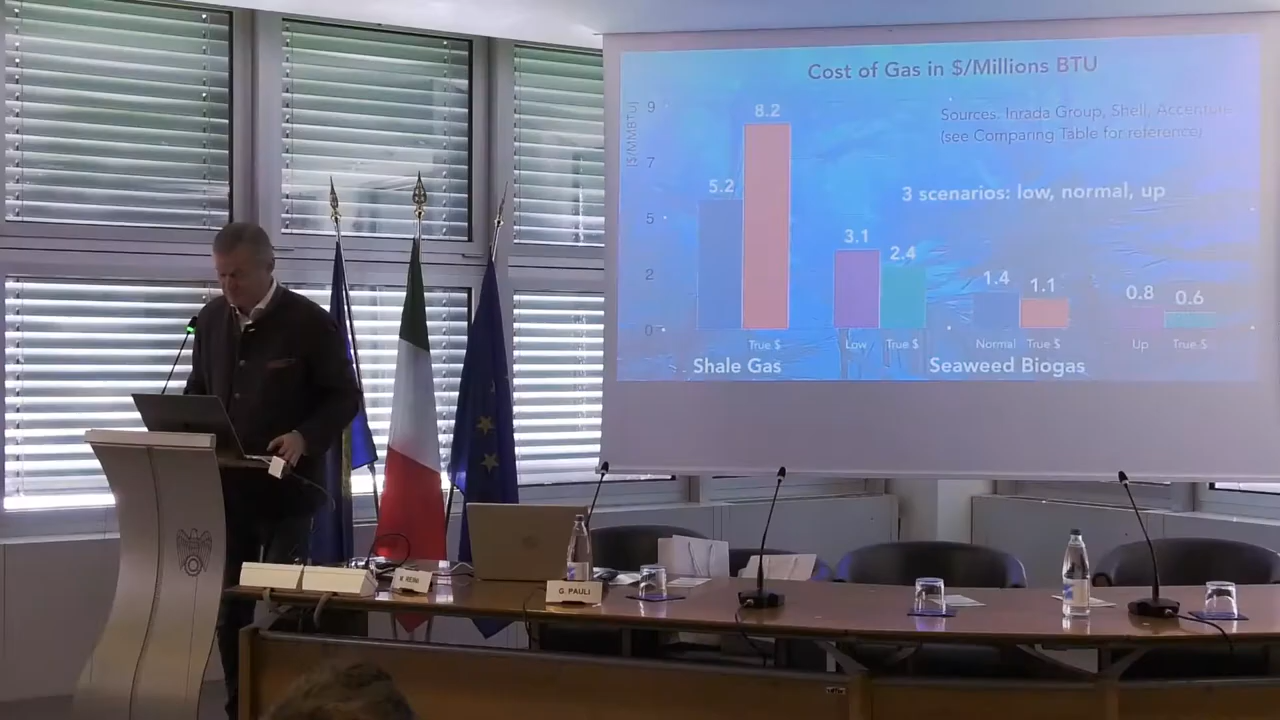 Cost of Gas in $/Millions BTU
[$/MMBTu]
9
7
5
2
0
Sources. Inrada Group, Shell, Accenture
(see Comparing Table for reference)
3 scenarios: low, normal, up
5.2
8.2
3.1
2.4
1.4
1.1
0.8
0.6
True $
Low
True $
Normal
True $
Up
True $
Shale Gas
Seaweed Biogas
G. PAULI